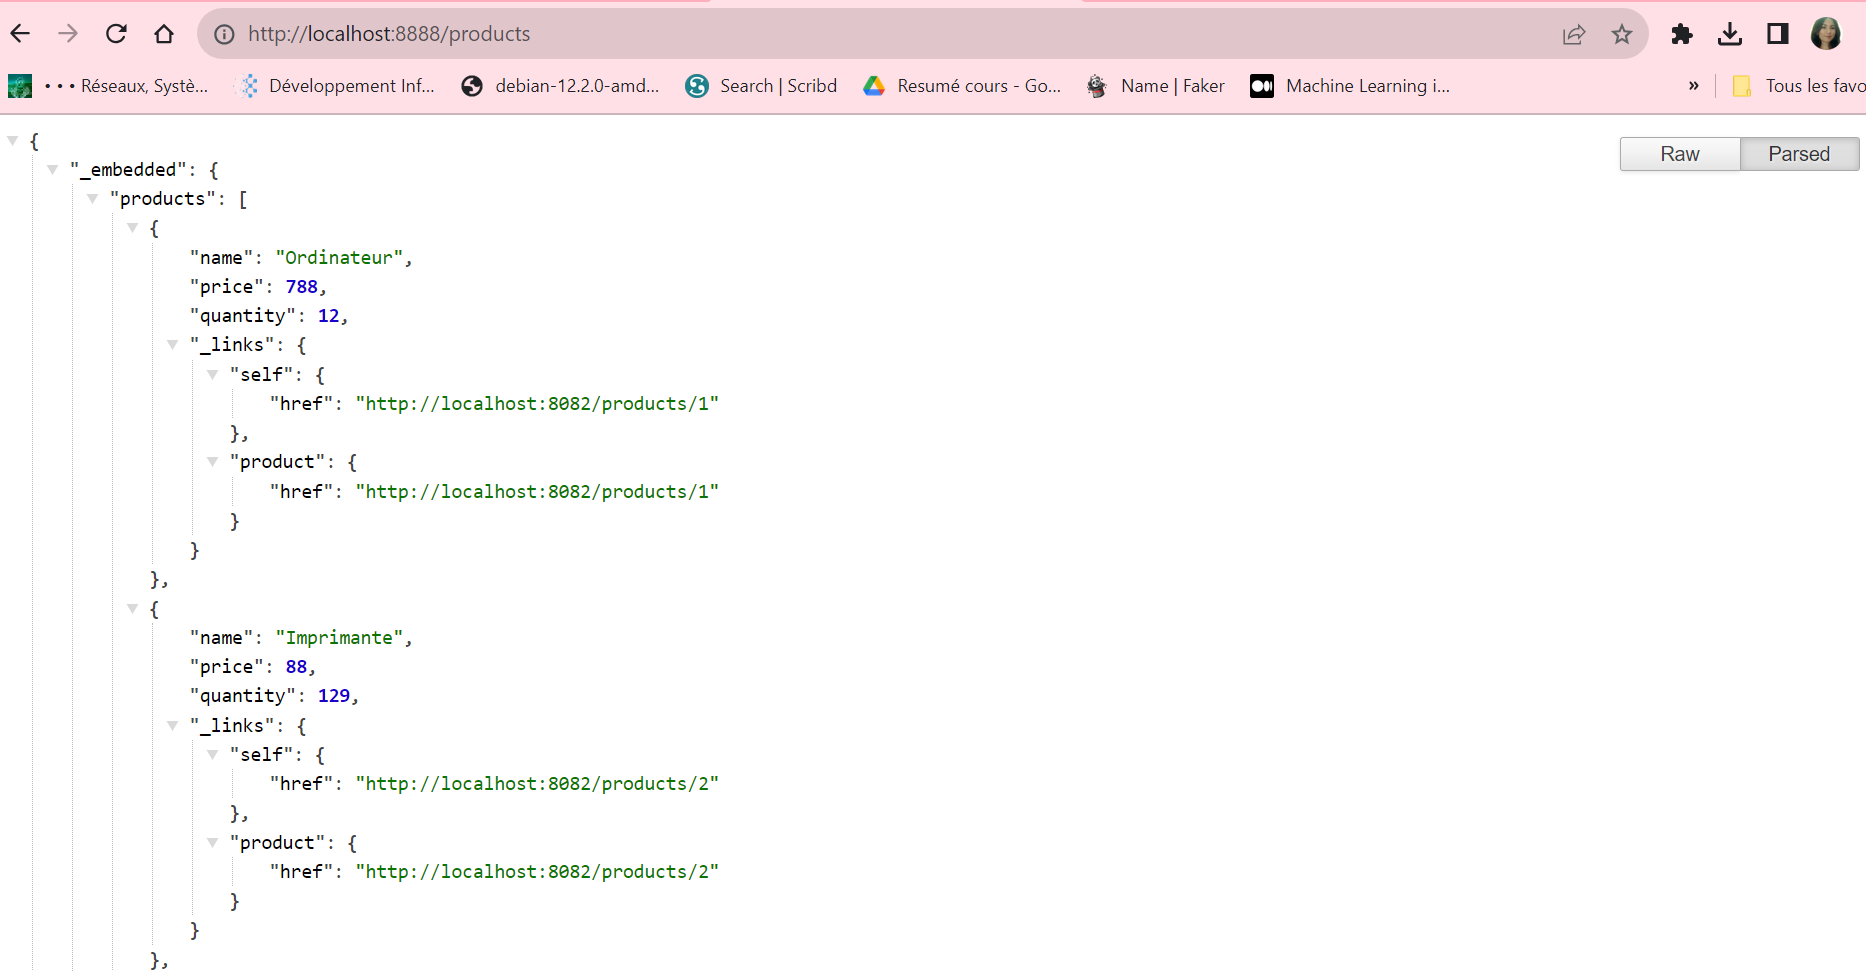 http://localhost:8888/products
••• Réseaux, Systè... Développement Inf... debian-12.2.0-amd... Search | Scribd Resumé cours - Go... Name | Faker Machine Learning i... » Tous les favo
Raw Parsed
{
"_embedded": {
"products": [
{
"name": "Ordinateur",
"price": 788,
"quantity": 12,
"_links": {
"self": {
"href": "http://localhost:8082/products/1"
},
"product": {
"href": "http://localhost:8082/products/1"
}
}
},
{
"name": "Imprimante",
"price": 88,
"quantity": 129,
"_links": {
"self": {
"href": "http://localhost:8082/products/2"
},
"product": {
"href": "http://localhost:8082/products/2"
}
}
},